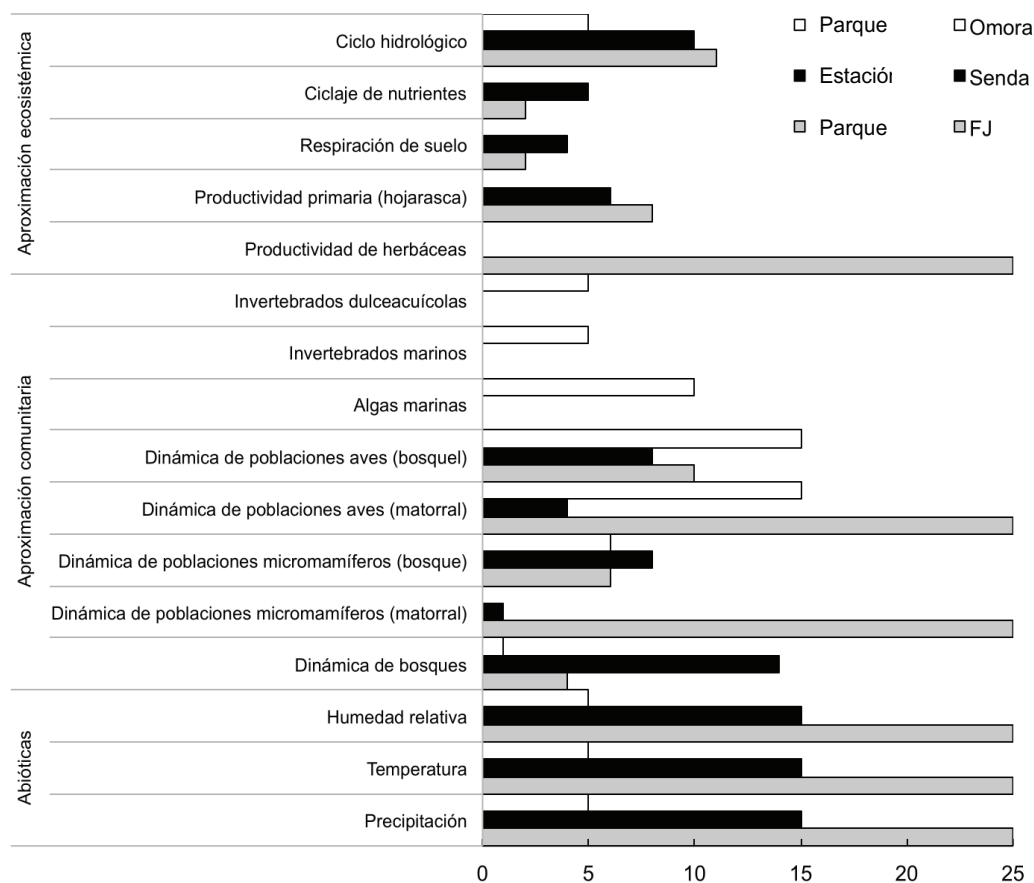 Parque Omora
Estación Senda
Parque FJ
Aproximación ecosistémica
Ciclo hidrológico
Ciclaje de nutrientes
Respiración de suelo
Productividad primaria (hojarasca)
Productividad de herbáceas
Aproximación comunitaria
Invertebrados dulceacuícolas
Invertebrados marinos
Algas marinas
Dinámica de poblaciones aves (bosquel)
Dinámica de poblaciones aves (matorral)
Dinámica de poblaciones micromamíferos (bosque)
Dinámica de poblaciones micromamíferos (matorral)
Dinámica de bosques
Abióticas
Humedad relativa
Temperatura
Precipitación
0 5 10 15 20 25